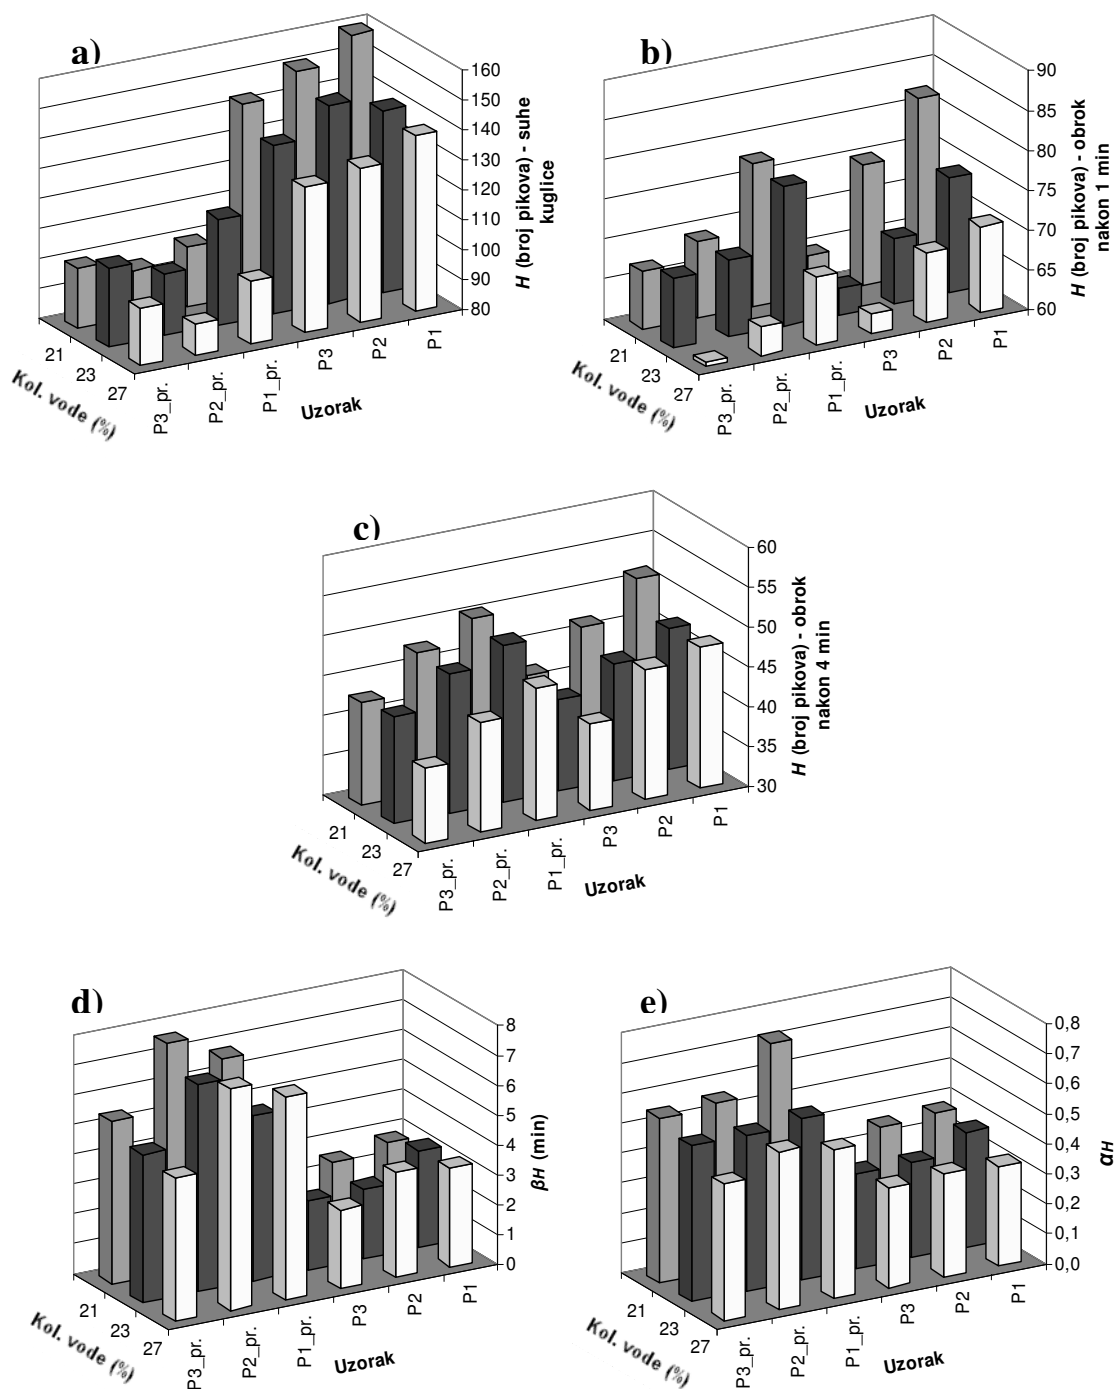 a)
160
150
140
130
120
110
100
90
80
H (broj pikova) - suhe
kuglice
21
23
27
Kol. vode (%)
P3_pr.
P2_pr.
P1_pr.
P3
P2
P1
Uzorak
b)
90
85
80
75
70
65
60
H (broj pikova) - obrok
nakon 1 min
21
23
27
Kol. vode (%)
P3_pr.
P2_pr.
P1_pr.
P3
P2
P1
Uzorak
c)
60
55
50
45
40
35
30
H (broj pikova) - obrok
nakon 4 min
21
23
27
Kol. vode (%)
P3_pr.
P2_pr.
P1_pr.
P3
P2
P1
Uzorak
d)
8
7
6
5
4
3
2
1
0
βH (min)
21
23
27
Kol. vode (%)
P3_pr.
P2_pr.
P1_pr.
P3
P2
P1
Uzorak
e)
0,8
0,7
0,6
0,5
0,4
0,3
0,2
0,1
0,0
αH
21
23
27
Kol. vode (%)
P3_pr.
P2_pr.
P1_pr.
P3
P2
P1
Uzorak